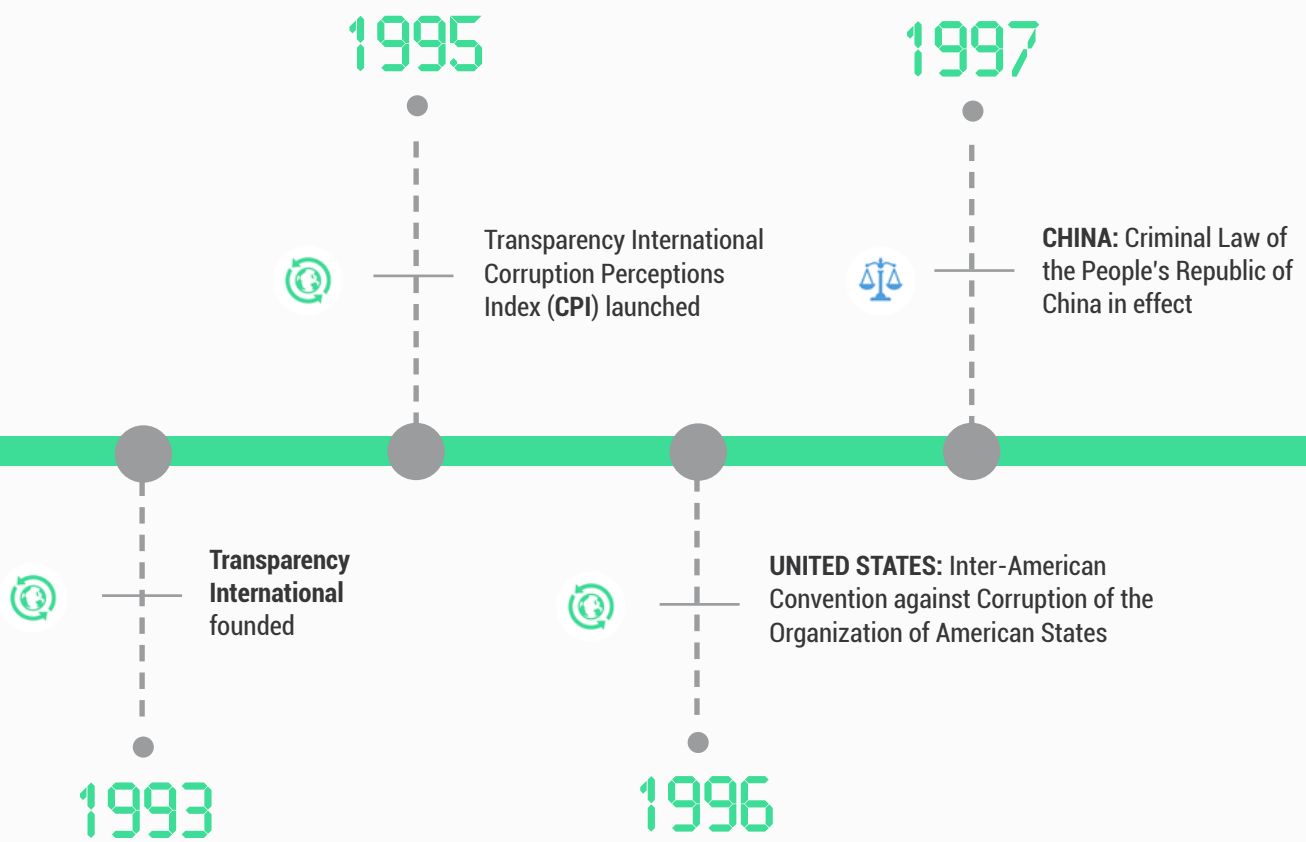 1995
1997
Transparency International
Corruption Perceptions
Index (CPI) launched
CHINA: Criminal Law of
the People's Republic of
China in effect
Transparency
International
founded
UNITED STATES: Inter-American
Convention against Corruption of the
Organization of American States
1993
1996